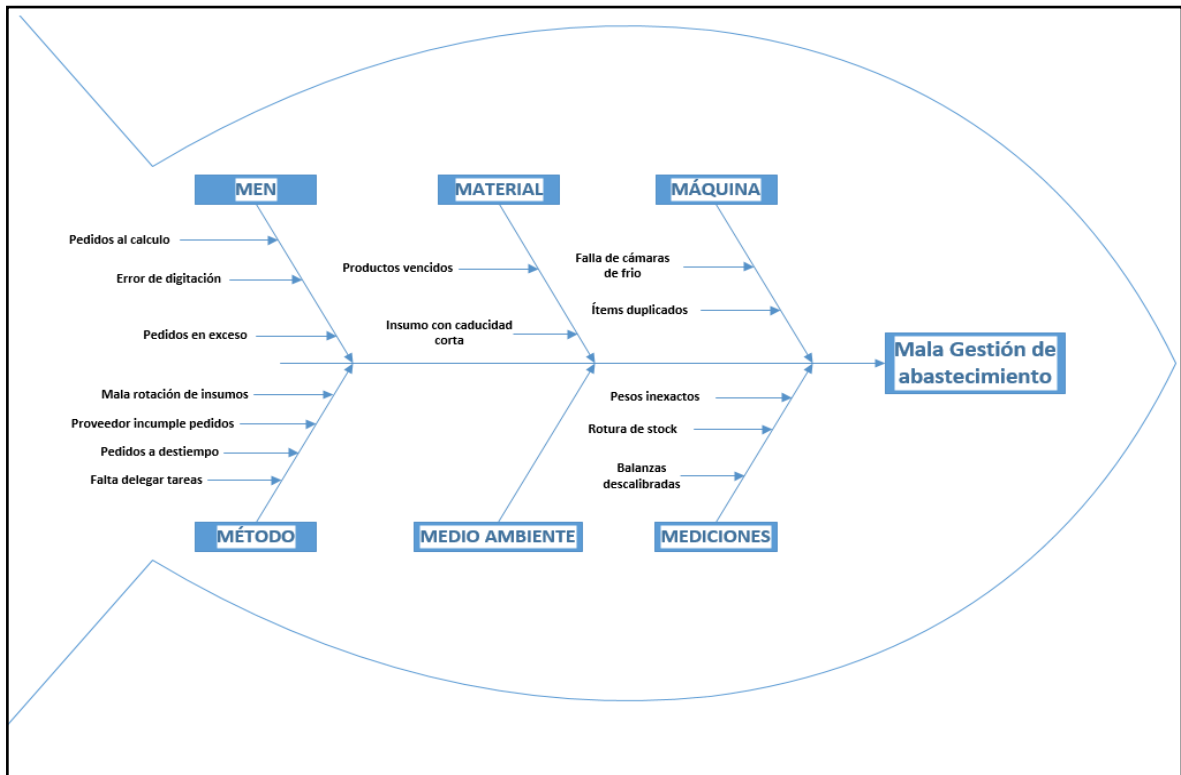 MEN
MATERIAL
MÁQUINA
Pedidos al calculo
Error de digitación
Pedidos en exceso
Productos vencidos
Insumo con caducidad
corta
Falla de cámaras
de frio
Ítems duplicados
Mala Gestión de
abastecimiento
Mala rotación de insumos
Proveedor incumple pedidos
Pedidos a destiempo
Falta delegar tareas
Pesos inexactos
Rotura de stock
Balanzas
descalibradas
MÉTODO
MEDIO AMBIENTE
MEDICIONES